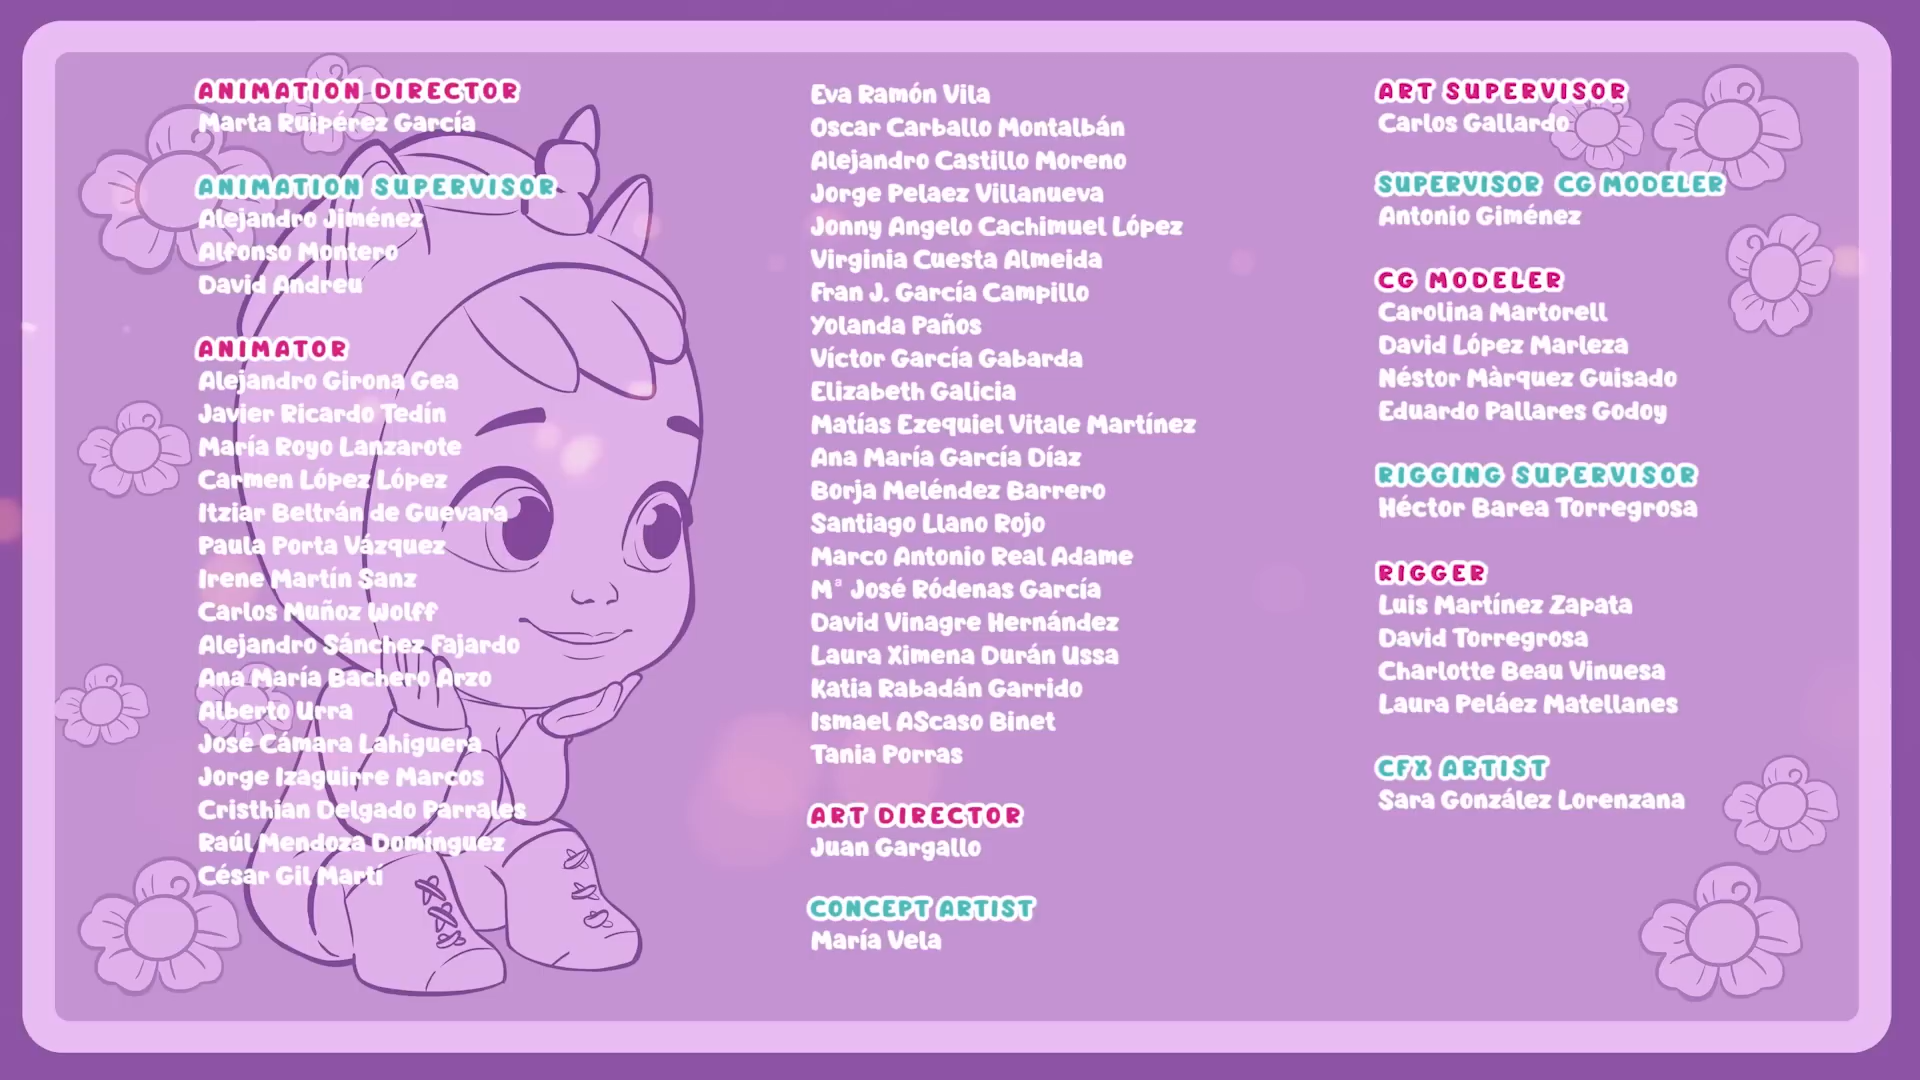 ANIMATION DIRECTOR
Marta Ruipérez García
ANIMATION SUPERVISOR
Alejandro Jiménez
Alfonso Montero
David Andreu
ANIMATOR
Alejandro Girona Gea
Javier Ricardo Tedín
María Royo Lanzarote
Carmen López López
Itziar Beltrán de Guevara
Paula Porta Vázquez
Irene Martín Sanz
Carlos Muñoz Wolff
Alejandro Sánchez Fajardo
Ana María Bachero Arzo
Alberto Urra
José Cámara Lahiguera
Jorge Izaguirre Marcos
Cristhian Delgado Parrales
Raúl Mendoza Domínguez
César Gil Martí
Eva Ramón Vila
Oscar Carballo Montalbán
Alejandro Castillo Moreno
Jorge Pelaez Villanueva
Jonny Angelo Cachimuel López
Virginia Cuesta Almeida
Fran J. García Campillo
Yolanda Paños
Víctor García Gabarda
Elizabeth Galicia
Matías Ezequiel Vitale Martínez
Ana María García Díaz
Borja Meléndez Barrero
Santiago Llano Rojo
Marco Antonio Real Adame
Mª José Ródenas García
David Vinagre Hernández
Laura Ximena Durán Ussa
Katia Rabadán Garrido
Ismael AScaso Binet
Tania Porras
ART DIRECTOR
Juan Gargallo
CONCEPT ARTIST
María Vela
ART SUPERVISOR
Carlos Gallardo
SUPERVISOR CG MODELER
Antonio Giménez
CG MODELER
Carolina Martorell
David López Marleza
Néstor Màrquez Guisado
Eduardo Pallares Godoy
RIGGING SUPERVISOR
Héctor Barea Torregrosa
RIGGER
Luis Martínez Zapata
David Torregrosa
Charlotte Beau Vinuesa
Laura Peláez Matellanes
CFX ARTIST
Sara González Lorenzana